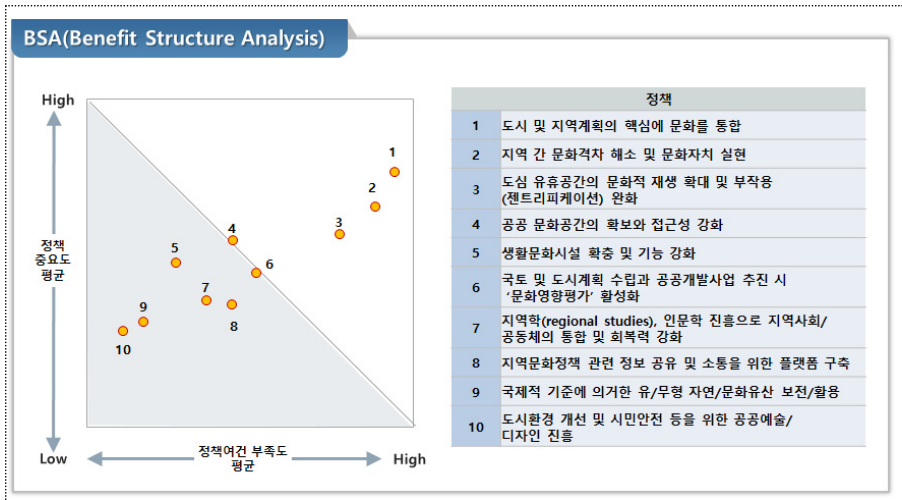 BSA(Benefit Structure Analysis)
High
정책
중요도
평균
Low
정책여건 부족도
평균
High
1
2
3
4
5
6
7
8
9
10
정책
1 도시 및 지역계획의 핵심에 문화를 통합
2 지역 간 문화격차 해소 및 문화자치 실현
3 도심 유휴공간의 문화적 재생 확대 및 부작용
(젠트리피케이션) 완화
4 공공 문화공간의 확보와 접근성 강화
5 생활문화시설 확충 및 기능 강화
6 국토 및 도시계획 수립과 공공개발사업 추진 시
‘문화영향평가’ 활성화
7 지역학(regional studies), 인문학 진흥으로 지역사회/
공동체의 통합 및 회복력 강화
8 지역문화정책 관련 정보 공유 및 소통을 위한 플랫폼 구축
9 국제적 기준에 의거한 유/무형 자연/문화유산 보전/활용
10 도시환경 개선 및 시민안전 등을 위한 공공예술/
디자인 진흥